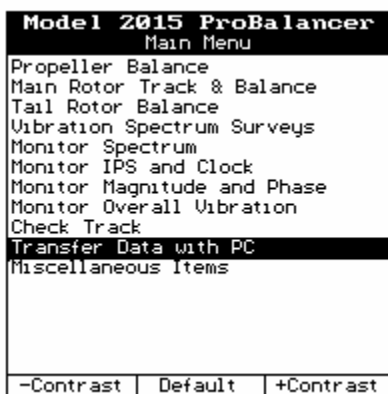 Model 2015 ProBalancer
Main Menu
Propeller Balance
Main Rotor Track & Balance
Tail Rotor Balance
Vibration Spectrum Surveys
Monitor Spectrum
Monitor IPS and Clock
Monitor Magnitude and Phase
Monitor Overall Vibration
Check Track
Transfer Data with PC
Miscellaneous Items
-Contrast Default +Contrast